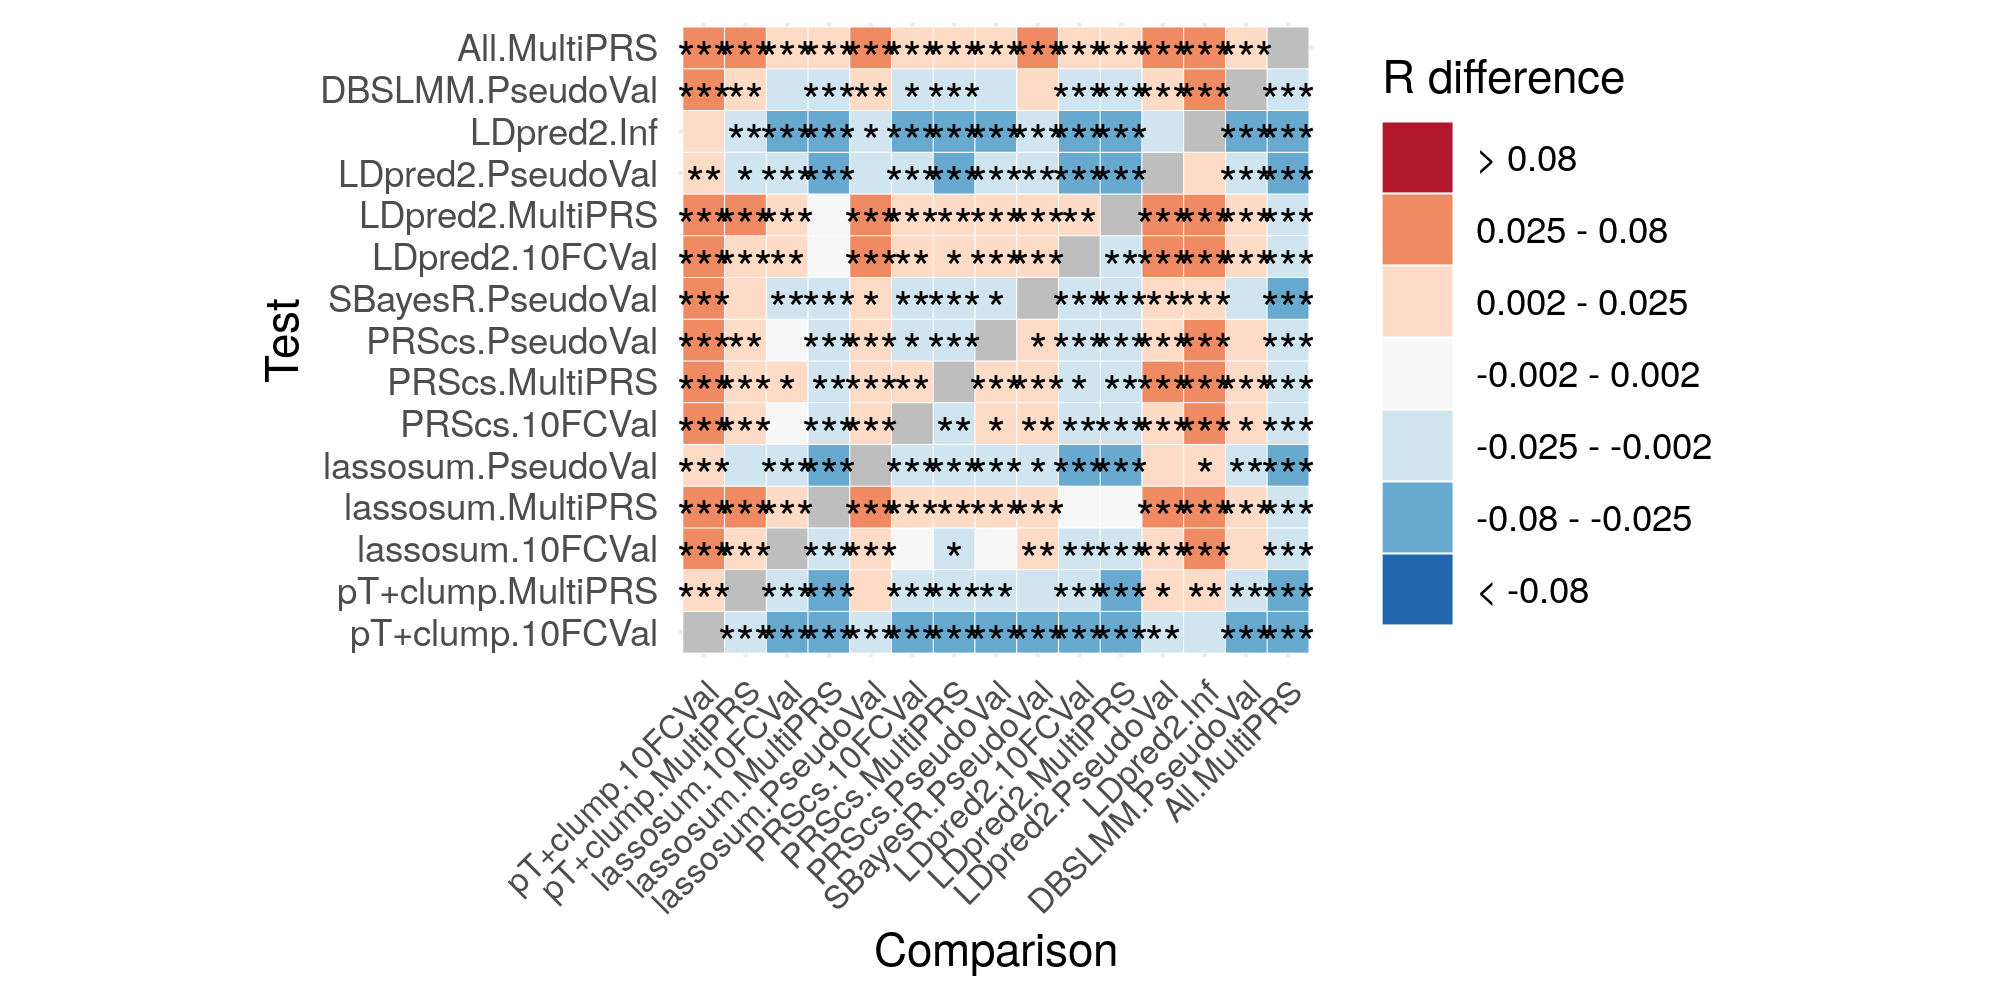 All.MultiPRS
DBSLMM.PseudoVal
LDpred2.Inf
LDpred2.PseudoVal
LDpred2.MultiPRS
LDpred2.10FCVal
SBayesR.PseudoVal
PRScs.PseudoVal
PRScs.MultiPRS
PRScs.10FCVal
lassosum.PseudoVal
lassosum.MultiPRS
lassosum.10FCVal
pT+clump.MultiPRS
pT+clump.10FCVal
Test
pT+clump.10FCVal
pT+clump.MultiPRS
lassosum.10FCVal
lassosum.MultiPRS
lassosum.PseudoVal
PRScs.10FCVal
PRScs.MultiPRS
PRScs.PseudoVal
SBayesR.PseudoVal
LDpred2.10FCVal
LDpred2.MultiPRS
LDpred2.PseudoVal
LDpred2.Inf
DBSLMM.PseudoVal
All.MultiPRS
Comparison
R difference
> 0.08
0.025 - 0.08
0.002 - 0.025
-0.002 - 0.002
-0.025 - -0.002
-0.08 - -0.025
< -0.08